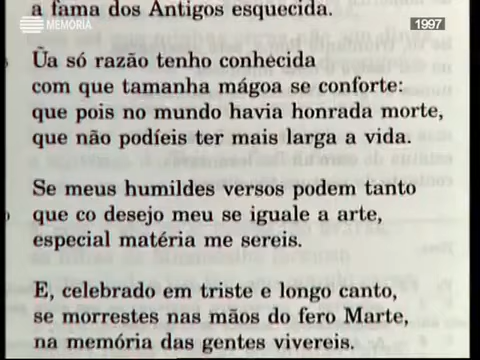 a fama dos Antigos esquecida.
MEMÓRIA
1997
Ũa só razão tenho conhecida
com que tamanha mágoa se conforte:
que pois no mundo havia honrada morte,
que não podíeis ter mais larga a vida.
Se meus humildes versos podem tanto
que co desejo meu se iguale a arte,
especial matéria me sereis.
E, celebrado em triste e longo canto,
se morrestes nas mãos do fero Marte,
na memória das gentes vivereis.